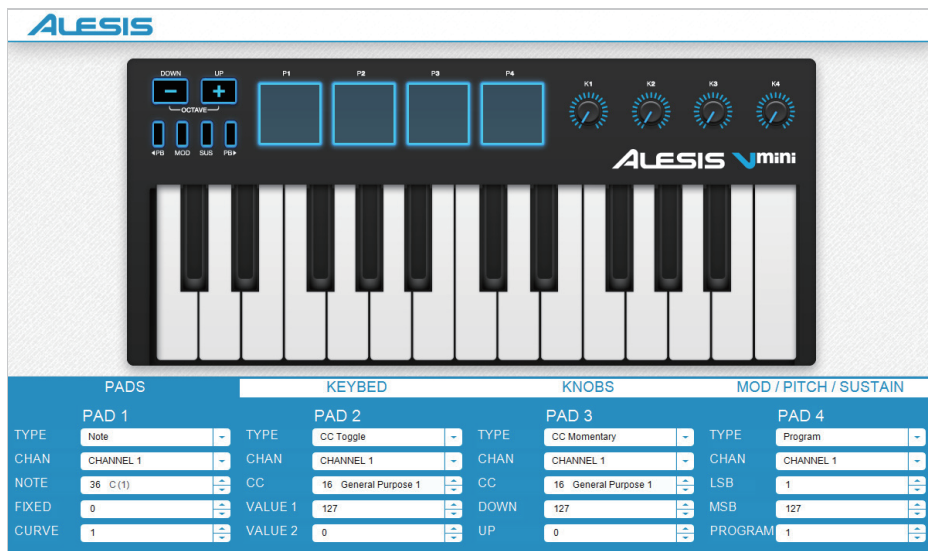 ALESIS
DOWN UP P1 P2 P3 P4 K1 K2 K3 K4
- +
OCTAVE
◄PB MOD SUS PB►
ALESIS Vmini
PADS KEYBED KNOBS MOD / PITCH / SUSTAIN
PAD 1 PAD 2 PAD 3 PAD 4
TYPE Note TYPE CC Toggle TYPE CC Momentary TYPE Program
CHAN CHANNEL 1 CHAN CHANNEL 1 CHAN CHANNEL 1 CHAN CHANNEL 1
NOTE 36 C (1) CC 16 General Purpose 1 CC 16 General Purpose 1 LSB 1
FIXED 0 VALUE 1 127 DOWN 127 MSB 127
CURVE 1 VALUE 2 0 UP 0 PROGRAM 1